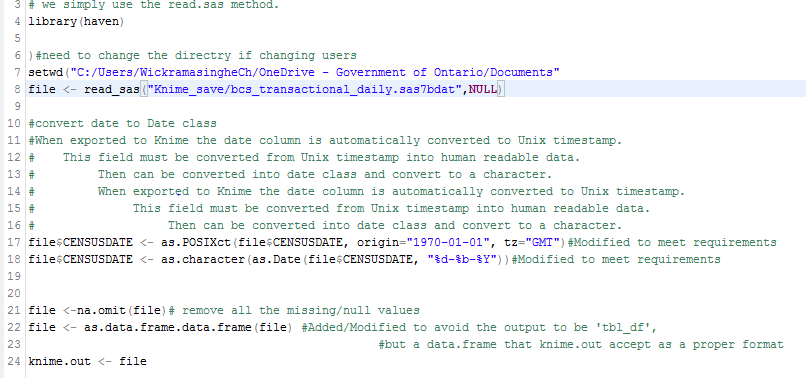 3 # we simply use the read.sas method.
4 library(haven)
5
6 )#need to change the directry if changing users
7 setwd("C:/Users/WickramasingheCh/OneDrive - Government of Ontario/Documents"
8 file <- read_sas("Knime_save/bcs_transactional_daily.sas7bdat",NULL)
9
10 #convert date to Date class
11 #When exported to Knime the date column is automatically converted to Unix timestamp.
12 #    This field must be converted from Unix timestamp into human readable data.
13 #         Then can be converted into date class and convert to a character.
14 #         When exported to Knime the date column is automatically converted to Unix timestamp.
15 #              This field must be converted from Unix timestamp into human readable data.
16 #                   Then can be converted into date class and convert to a character.
17 file$CENSUSDATE <- as.POSIXct(file$CENSUSDATE, origin="1970-01-01", tz="GMT")#Modified to meet requirements
18 file$CENSUSDATE <- as.character(as.Date(file$CENSUSDATE, "%d-%b-%Y"))#Modified to meet requirements
19
20
21 file <-na.omit(file)# remove all the missing/null values
22 file <- as.data.frame.data.frame(file) #Added/Modified to avoid the output to be 'tbl_df',
23                                                  #but a data.frame that knime.out accept as a proper format
24 knime.out <- file